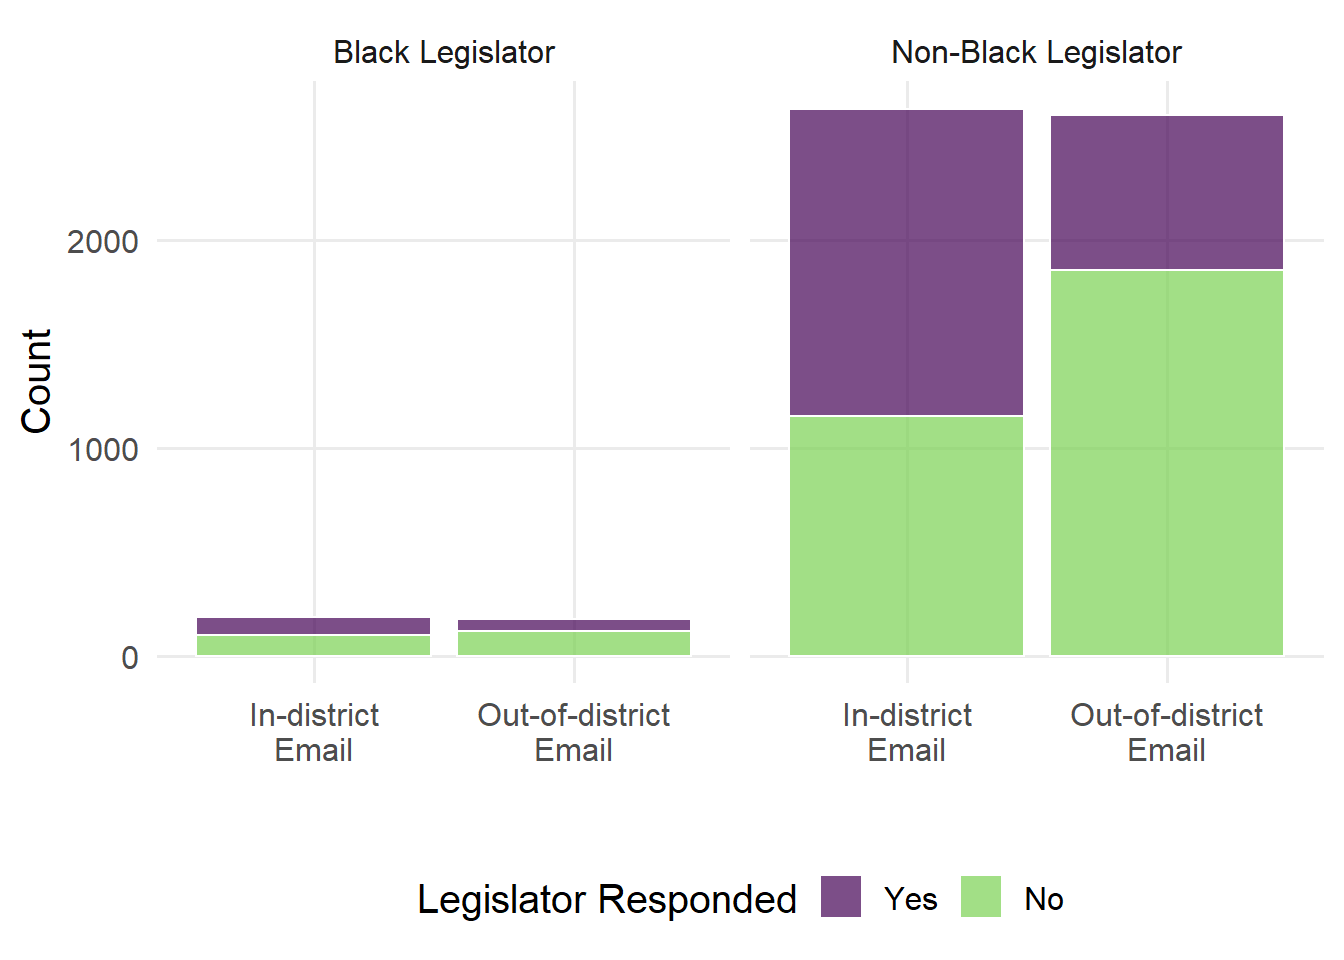 Black Legislator
Non-Black Legislator
Count
2000
1000
0
In-district
Email
Out-of-district
Email
In-district
Email
Out-of-district
Email
Legislator Responded
Yes
No